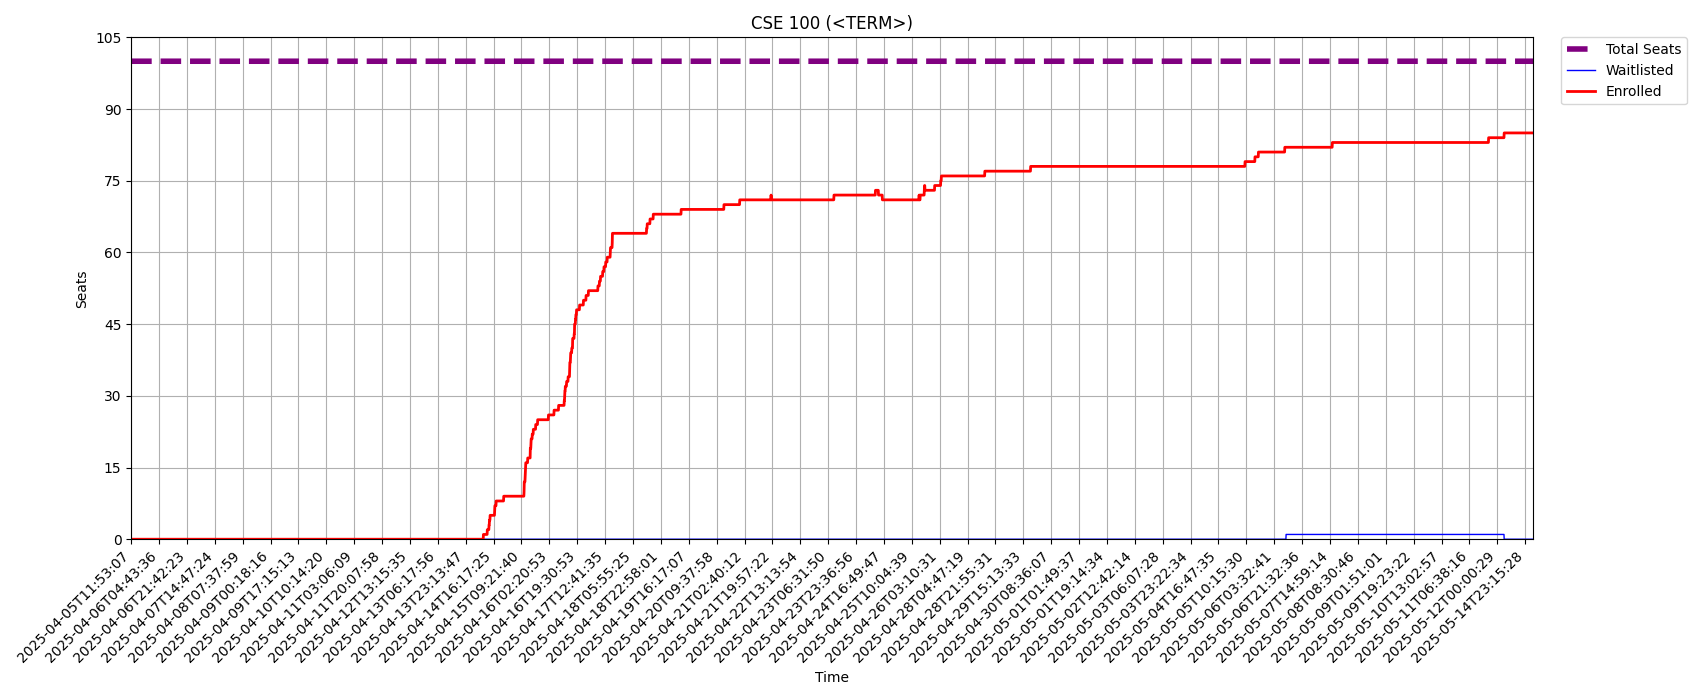 CSE 100 (<TERM>)
Total Seats
Waitlisted
Enrolled
105
90
75
60
45
30
15
0
Seats
2025-04-05T11:53:07
2025-04-06T04:43:36
2025-04-06T21:42:23
2025-04-07T14:47:24
2025-04-08T07:37:59
2025-04-09T00:18:16
2025-04-09T17:15:13
2025-04-10T10:14:20
2025-04-11T03:06:09
2025-04-11T20:07:58
2025-04-12T13:15:35
2025-04-13T06:17:56
2025-04-13T23:13:47
2025-04-14T16:17:25
2025-04-15T09:21:40
2025-04-16T02:20:53
2025-04-16T19:30:53
2025-04-17T12:41:35
2025-04-18T05:55:25
2025-04-18T22:58:01
2025-04-19T16:17:07
2025-04-20T09:37:58
2025-04-21T02:40:12
2025-04-21T19:57:22
2025-04-22T13:13:54
2025-04-23T06:31:50
2025-04-23T23:36:56
2025-04-24T16:49:47
2025-04-25T10:04:39
2025-04-26T03:10:31
2025-04-28T04:47:19
2025-04-28T21:55:31
2025-04-29T15:13:33
2025-04-30T08:36:07
2025-05-01T01:49:37
2025-05-01T19:14:34
2025-05-02T12:42:14
2025-05-03T06:07:28
2025-05-03T23:22:34
2025-05-04T16:47:35
2025-05-05T10:15:30
2025-05-06T03:32:41
2025-05-06T21:32:36
2025-05-07T14:59:14
2025-05-08T08:30:46
2025-05-09T01:51:01
2025-05-09T19:23:22
2025-05-10T13:02:57
2025-05-11T06:38:16
2025-05-12T00:00:29
2025-05-14T23:15:28
Time